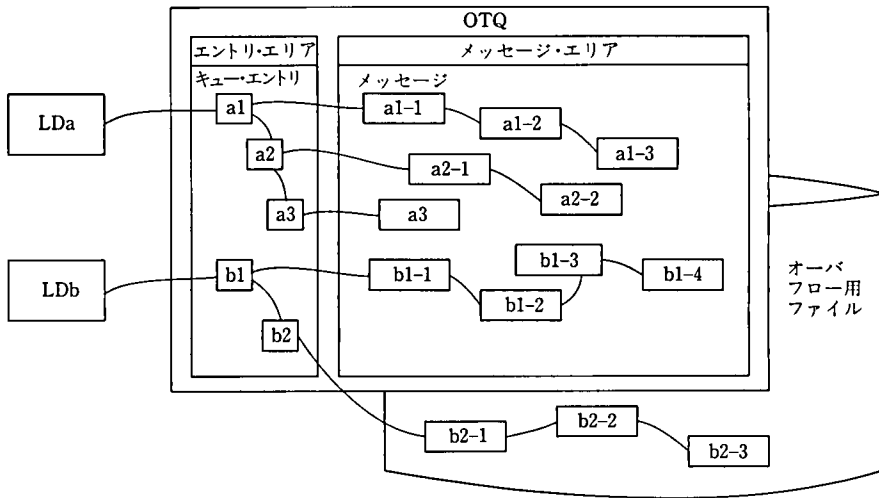 OTQ
エントリ・エリア
メッセージ・エリア
キュー・エントリ
メッセージ
LDa
a1
a1-1
a1-2
a1-3
a2
a2-1
a2-2
a3
a3
LDb
b1
b1-1
b1-2
b1-3
b1-4
b2
オーバ
フロー用
ファイル
b2-1
b2-2
b2-3